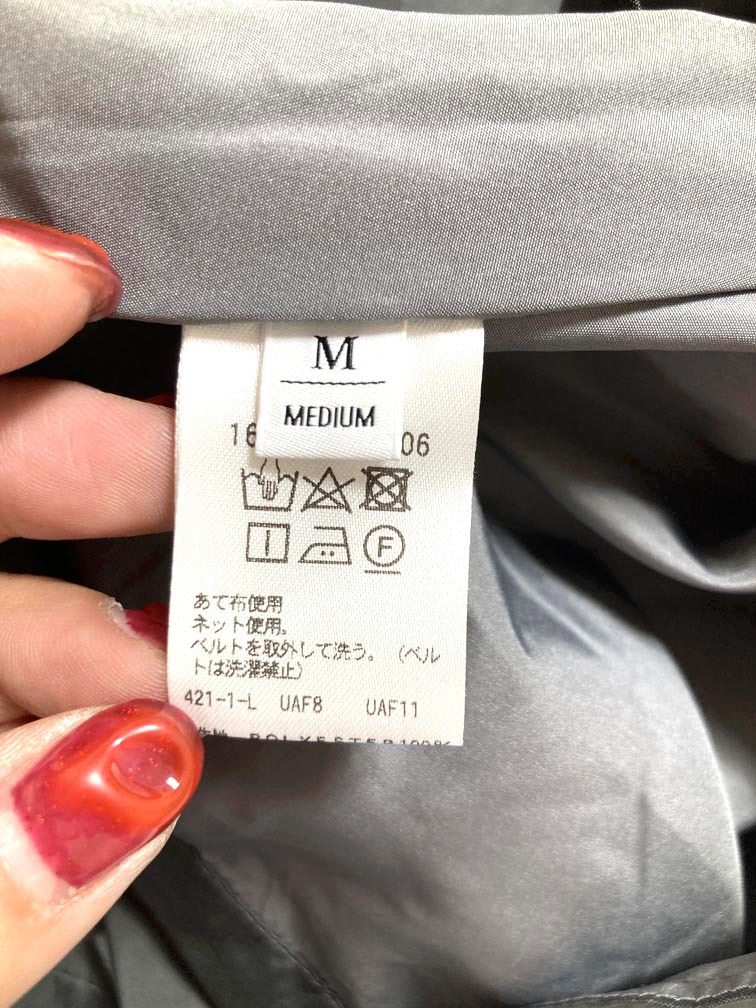 M
MEDIUM
16 06
F
あて布使用
ネット使用。
ベルトを取外して洗う。（ベル
トは洗濯禁止）
421-1-L UAF8 UAF11
POLYESTER100%